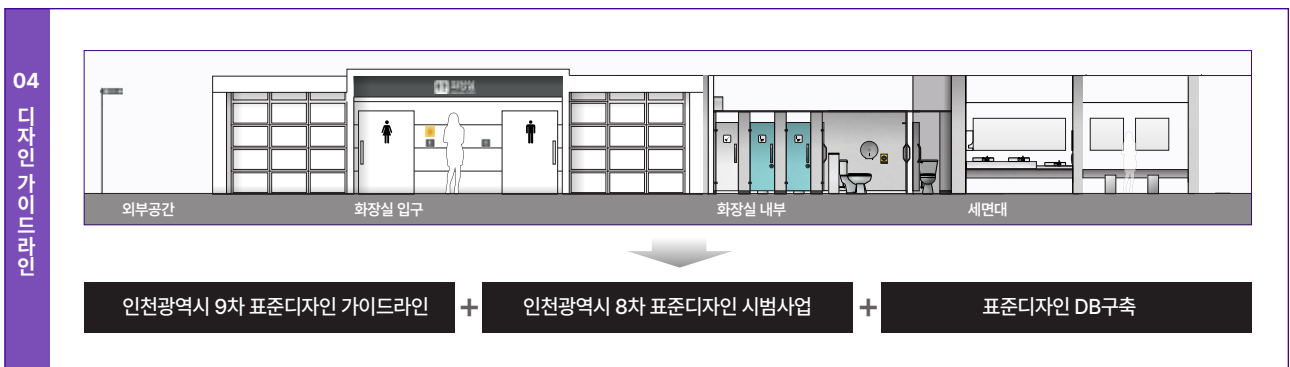 04
디자인 가이드라인
화장실
외부공간
화장실 입구
화장실 내부
세면대
인천광역시 9차 표준디자인 가이드라인
+
인천광역시 8차 표준디자인 시범사업
+
표준디자인 DB구축